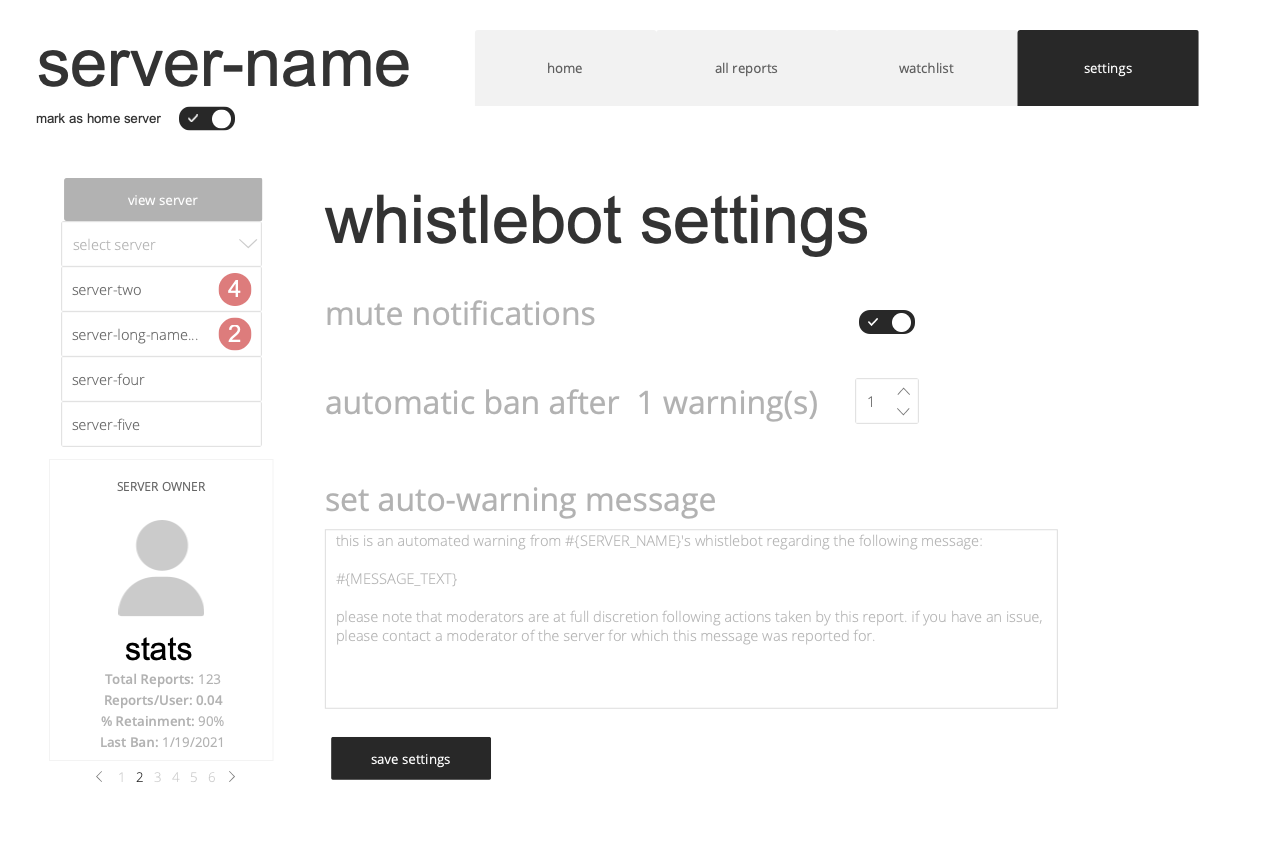 server-name
home
all reports
watchlist
settings
mark as home server
view server
select server
server-two
4
server-long-name...
2
server-four
server-five
SERVER OWNER
stats
Total Reports: 123
Reports/User: 0.04
% Retainment: 90%
Last Ban: 1/19/2021
1 2 3 4 5 6
whistlebot settings
mute notifications
automatic ban after 1 warning(s)
1
set auto-warning message
this is an automated warning from #{SERVER_NAME}'s whistlebot regarding the following message:
#{MESSAGE_TEXT}
please note that moderators are at full discretion following actions taken by this report. if you have an issue,
please contact a moderator of the server for which this message was reported for.
save settings